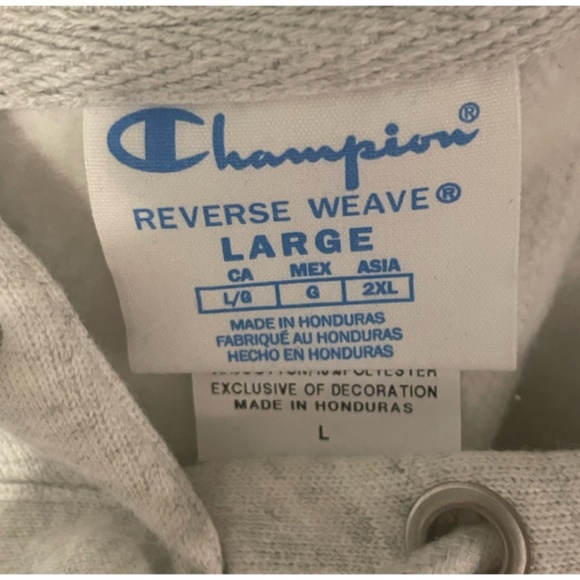 Champion®
REVERSE WEAVE®
LARGE
CA MEX ASIA
L/G G 2XL
MADE IN HONDURAS
FABRIQUÉ AU HONDURAS
HECHO EN HONDURAS
POLYESTER
EXCLUSIVE OF DECORATION
MADE IN HONDURAS
L